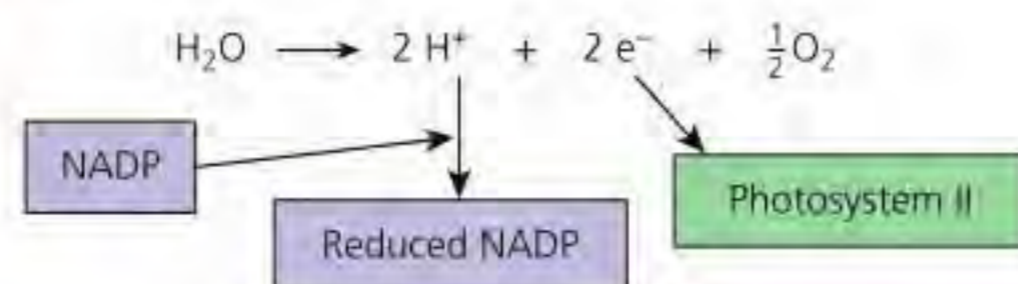 H₂O → 2 H⁺ + 2 e⁻ + ½O₂
NADP
Photosystem II
Reduced NADP